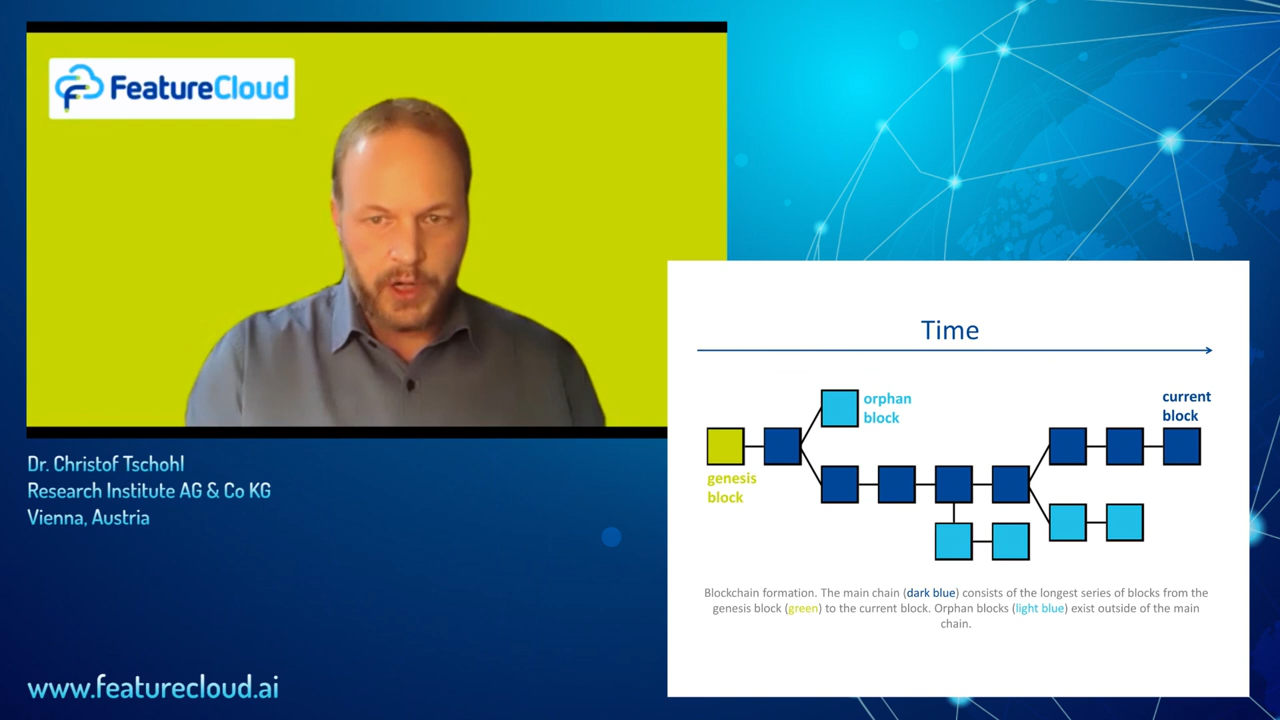 FeatureCloud
Dr. Christof Tschohl
Research Institute AG & Co KG
Vienna, Austria
www.featurecloud.ai
Time
orphan
block
current
block
genesis
block
Blockchain formation. The main chain (dark blue) consists of the longest series of blocks from the
genesis block (green) to the current block. Orphan blocks (light blue) exist outside of the main
chain.